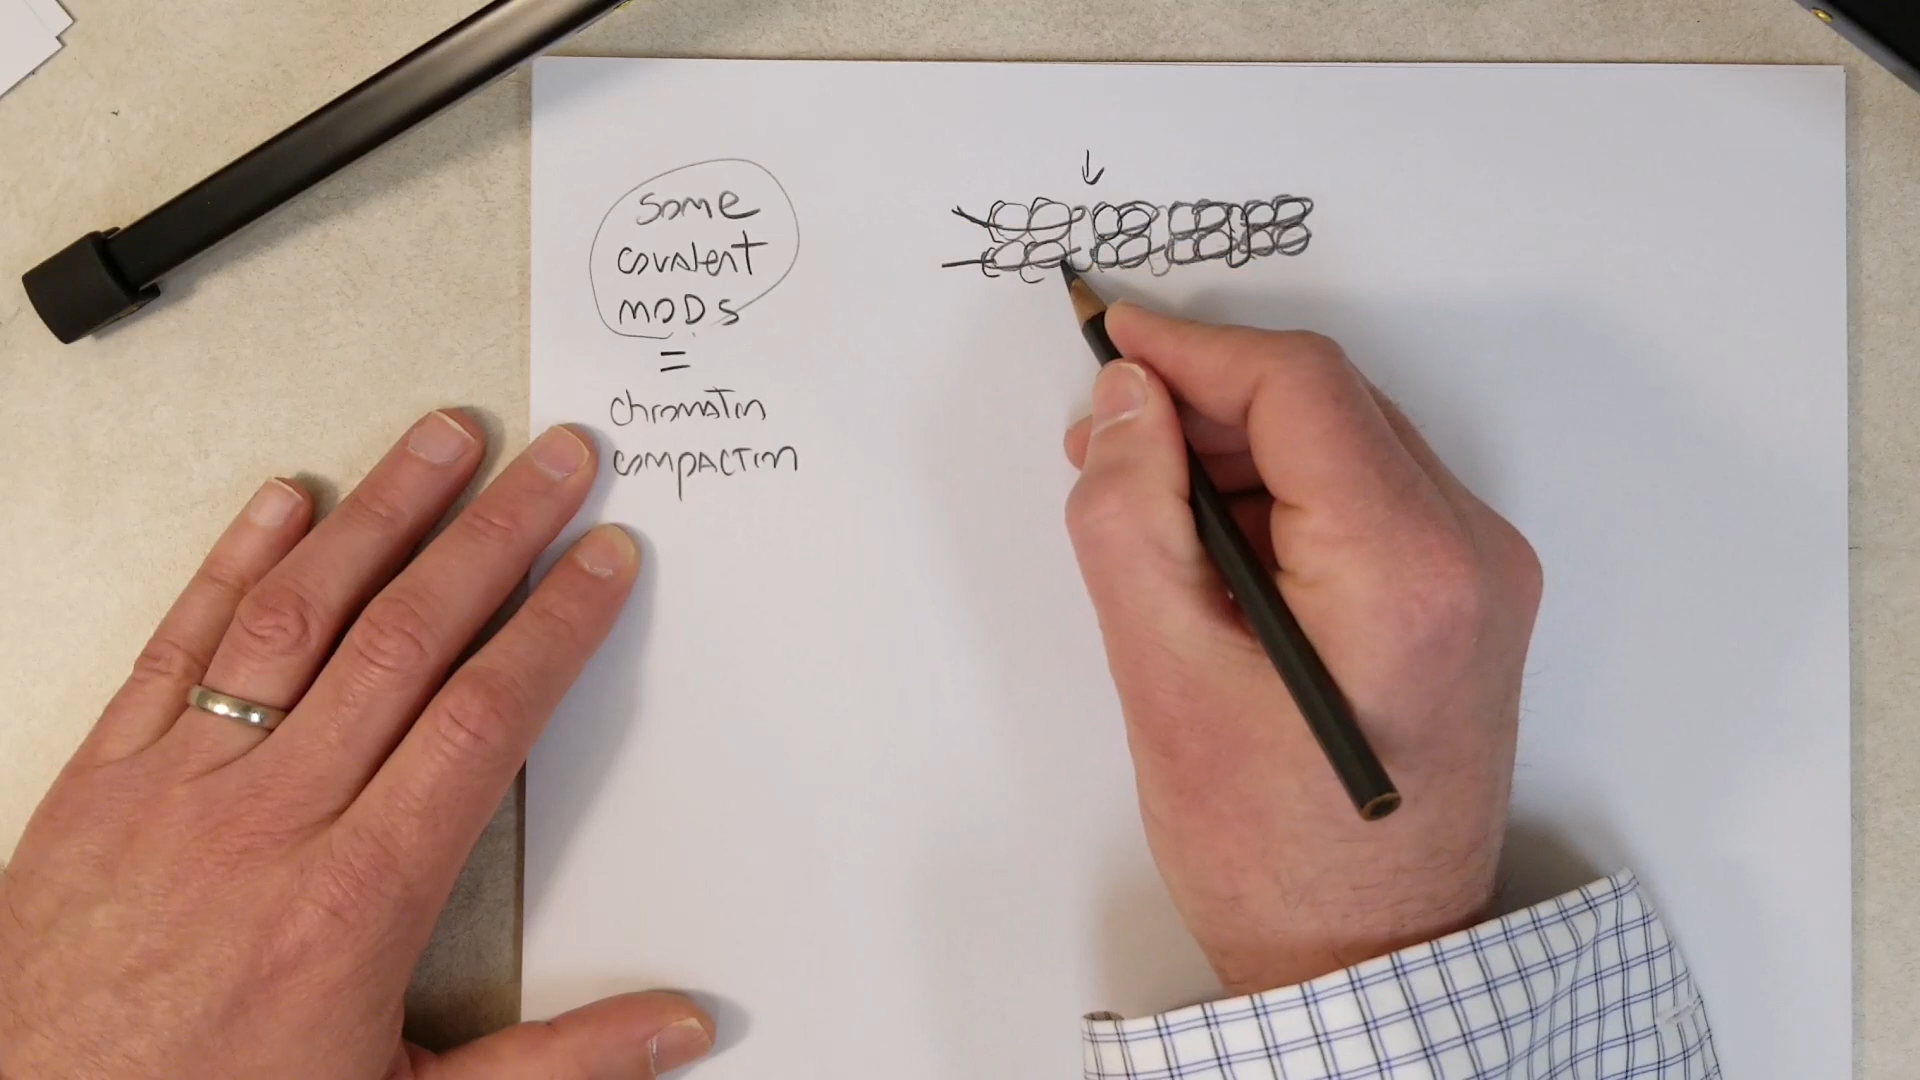 some
covalent
MODS
=
chromatin
compaction